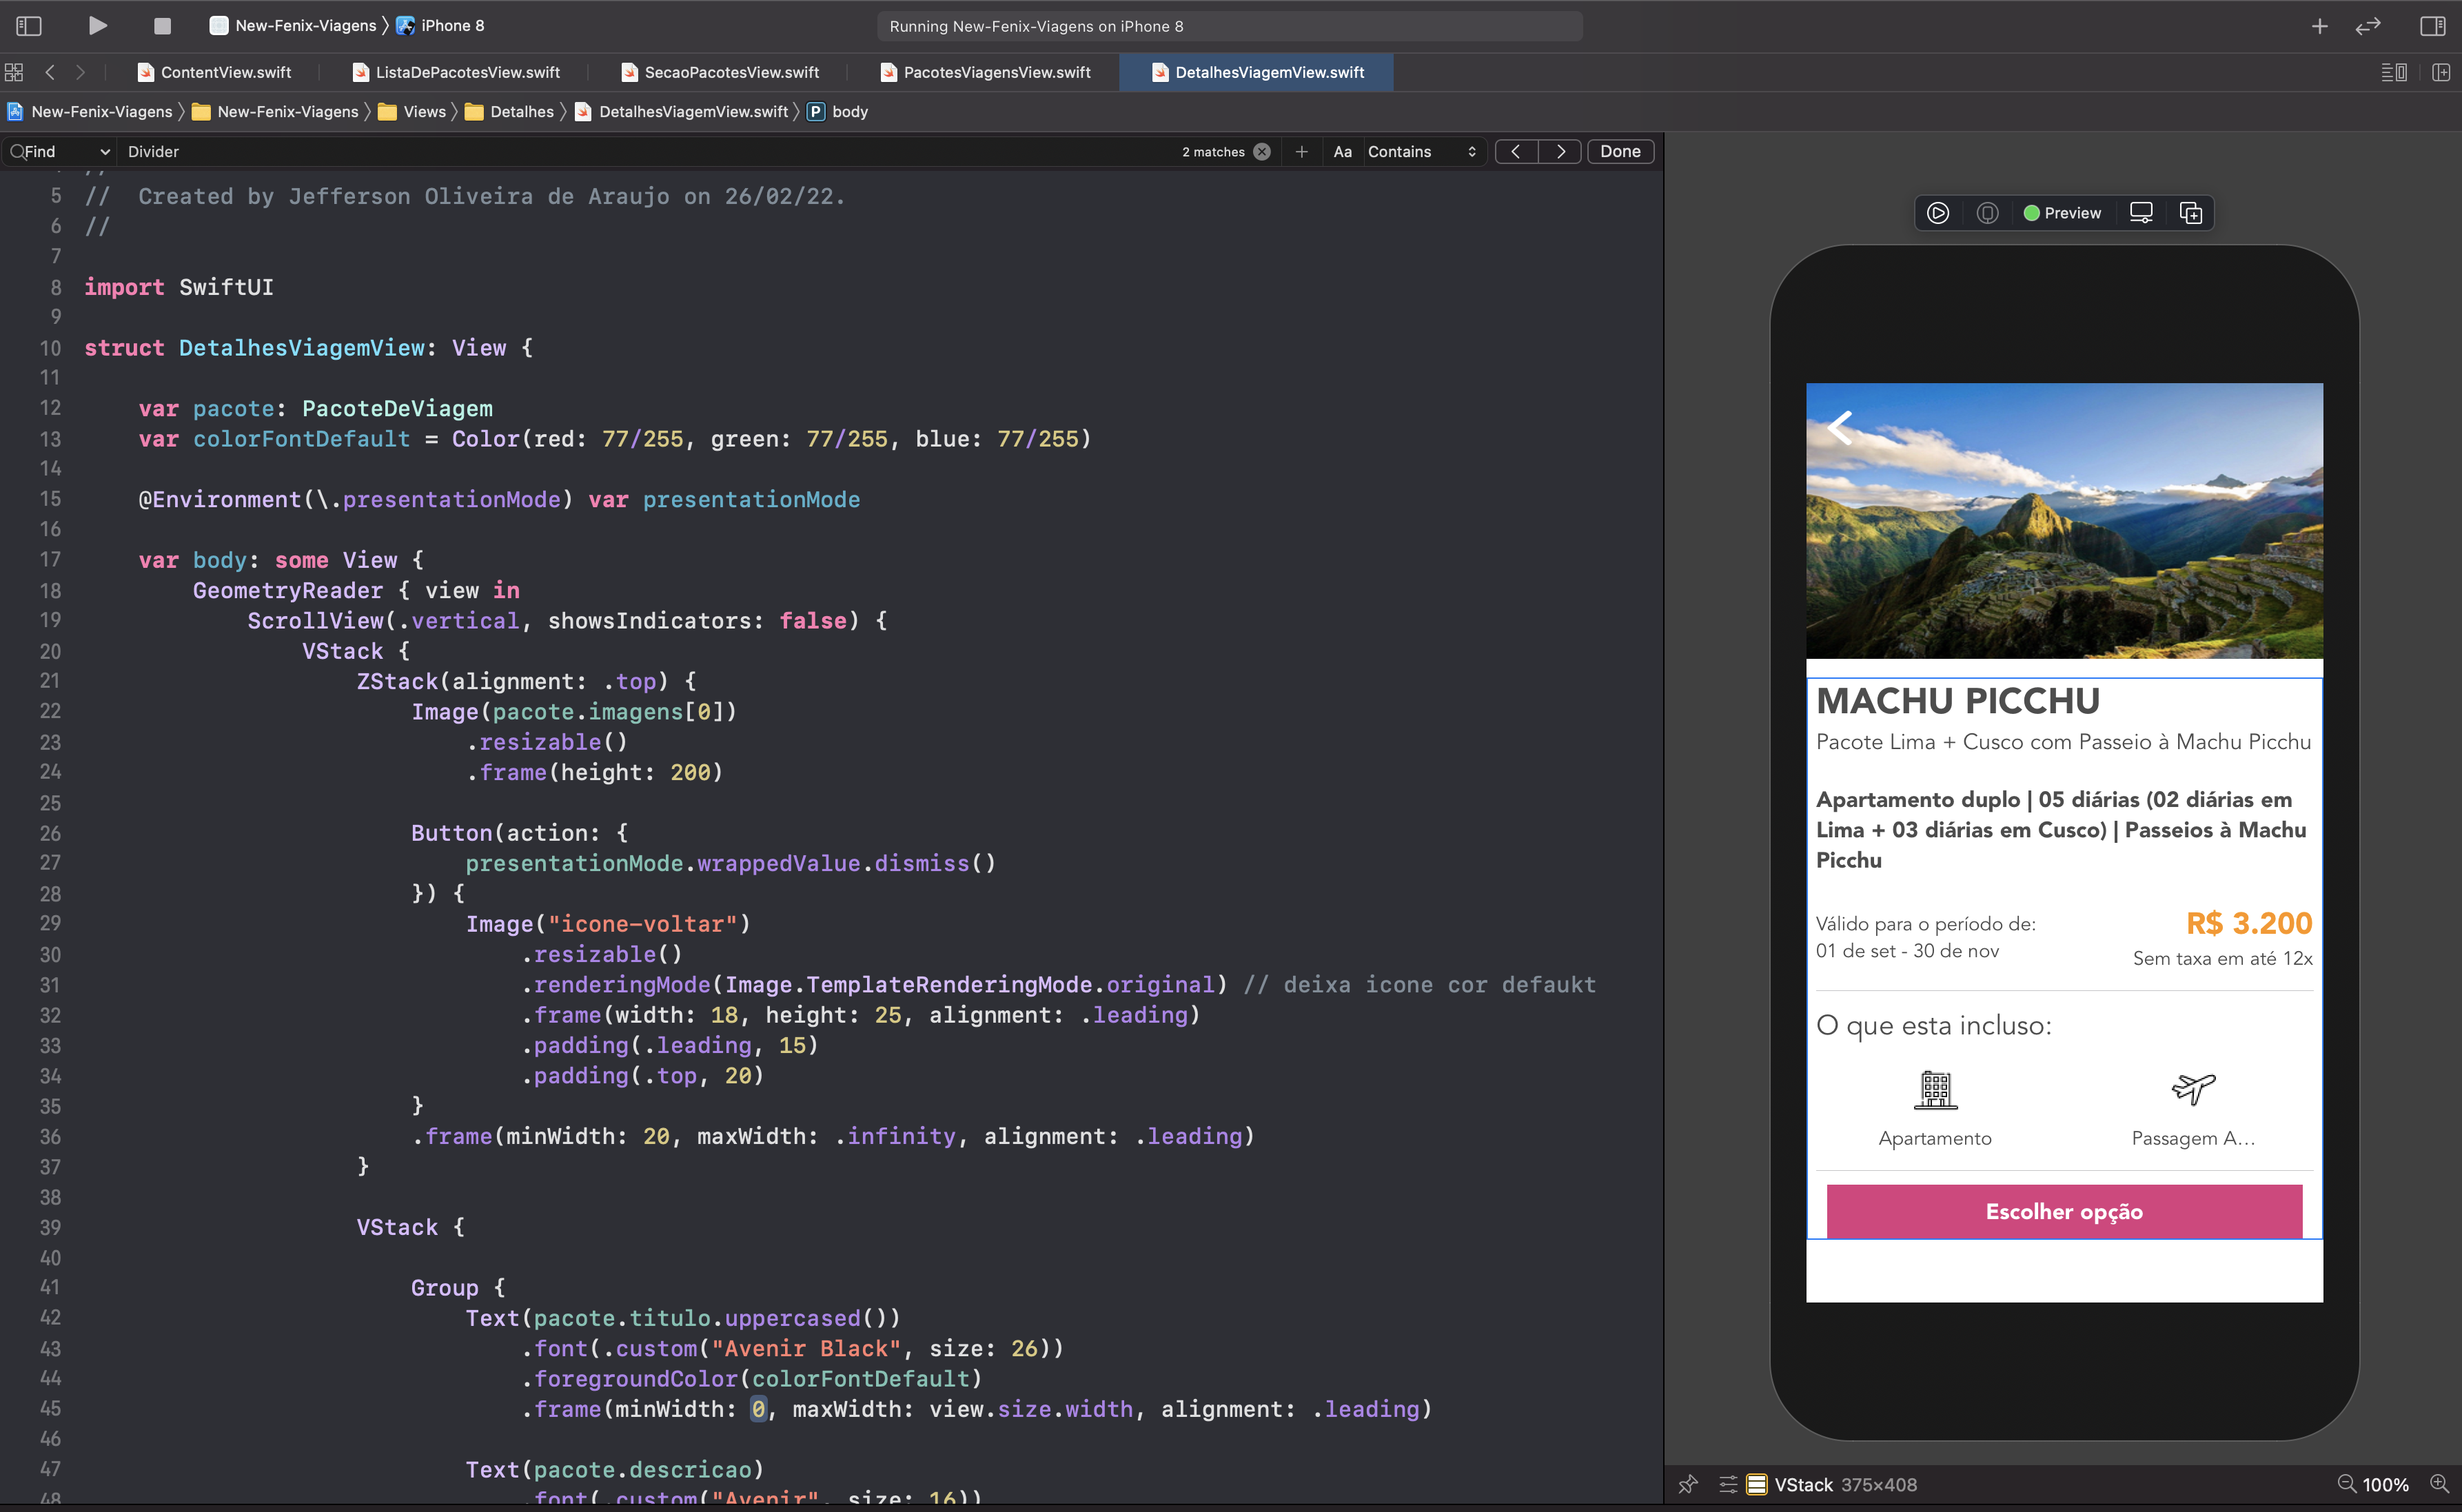 New-Fenix-Viagens
iPhone 8
Running New-Fenix-Viagens on iPhone 8
ContentView.swift
ListaDePacotesView.swift
SecaoPacotesView.swift
PacotesViagensView.swift
DetalhesViagemView.swift
New-Fenix-Viagens
New-Fenix-Viagens
Views
Detalhes
DetalhesViagemView.swift
P body
Find
Divider
2 matches
Aa
Contains
Done
5 //  Created by Jefferson Oliveira de Araujo on 26/02/22.
6 //
7
8 import SwiftUI
9
10 struct DetalhesViagemView: View {
11
12     var pacote: PacoteDeViagem
13     var colorFontDefault = Color(red: 77/255, green: 77/255, blue: 77/255)
14
15     @Environment(\.presentationMode) var presentationMode
16
17     var body: some View {
18         GeometryReader { view in
19             ScrollView(.vertical, showsIndicators: false) {
20                 VStack {
21                     ZStack(alignment: .top) {
22                         Image(pacote.imagens[0])
23                             .resizable()
24                             .frame(height: 200)
25
26                         Button(action: {
27                             presentationMode.wrappedValue.dismiss()
28                         }) {
29                             Image("icone-voltar")
30                                 .resizable()
31                                 .renderingMode(Image.TemplateRenderingMode.original) // deixa icone cor defaukt
32                                 .frame(width: 18, height: 25, alignment: .leading)
33                                 .padding(.leading, 15)
34                                 .padding(.top, 20)
35                         }
36                         .frame(minWidth: 20, maxWidth: .infinity, alignment: .leading)
37                     }
38
39                     VStack {
40
41                         Group {
42                             Text(pacote.titulo.uppercased())
43                                 .font(.custom("Avenir Black", size: 26))
44                                 .foregroundColor(colorFontDefault)
45                                 .frame(minWidth: 0, maxWidth: view.size.width, alignment: .leading)
46
47                             Text(pacote.descricao)
48                                 .font(.custom("Avenir", size: 16))
Preview
MACHU PICCHU
Pacote Lima + Cusco com Passeio à Machu Picchu
Apartamento duplo | 05 diárias (02 diárias em
Lima + 03 diárias em Cusco) | Passeios à Machu
Picchu
Válido para o período de:
01 de set - 30 de nov
R$ 3.200
Sem taxa em até 12x
O que esta incluso:
Apartamento
Passagem A...
Escolher opção
VStack 375×408
100%